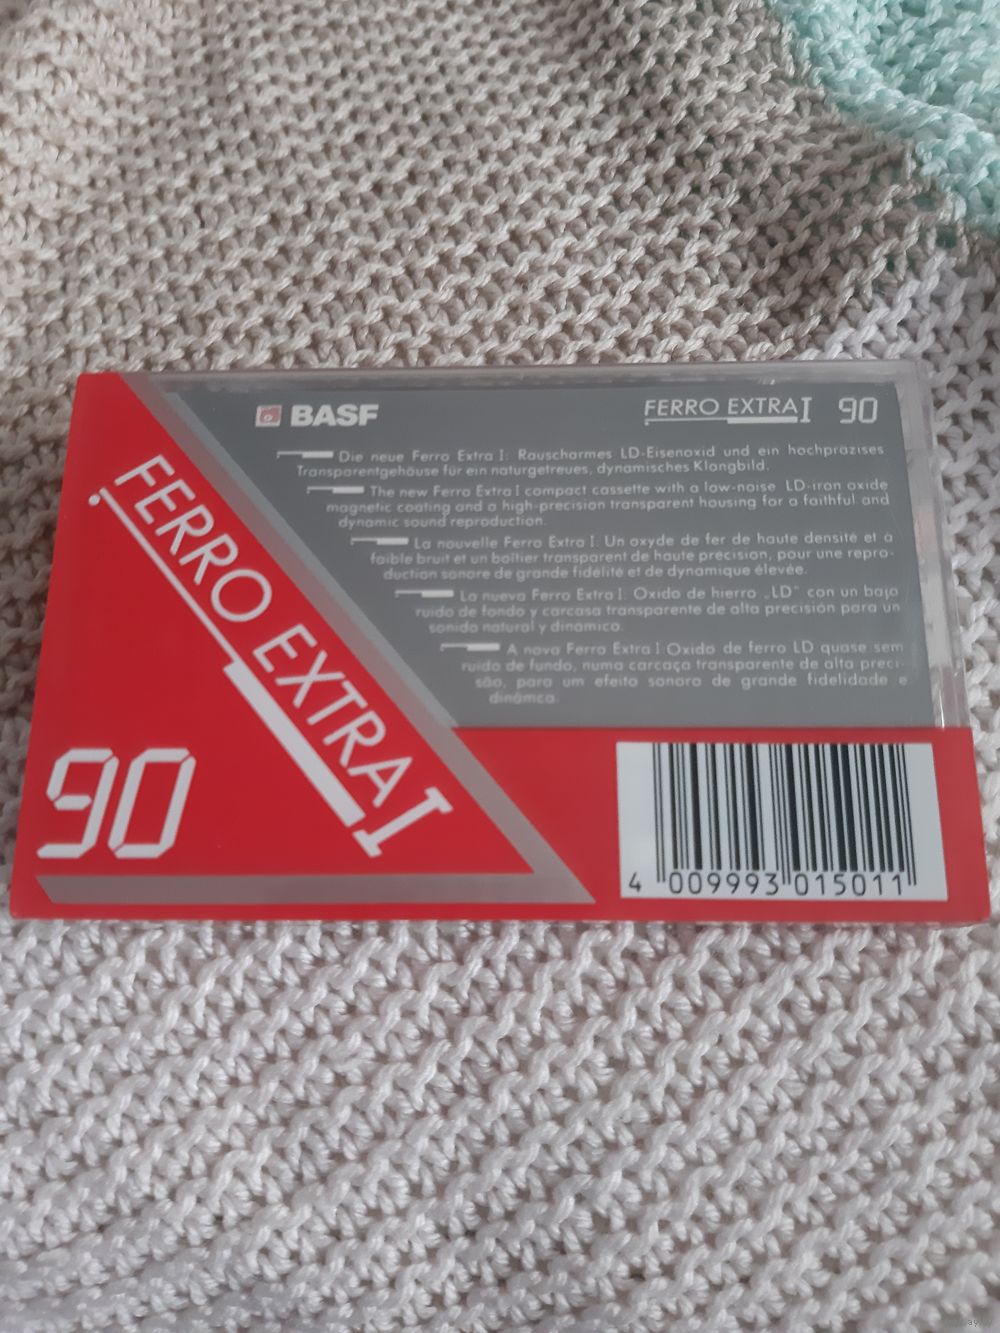 BASF
FERRO EXTRA I 90
Die neue Ferro Extra I: Rauscharmes LD-Eisenoxid und ein hochpräzises
Transparentgehäuse für ein naturgetreues, dynamisches Klangbild.
The new Ferro Extra I compact cassette with a low-noise LD-iron oxide
magnetic coating and a high-precision transparent housing for a faithful and
dynamic sound reproduction.
La nouvelle Ferro Extra I. Un oxyde de fer de haute densité et à
faible bruit et un boîtier transparent de haute précision, pour une repro-
duction sonore de grande fidélité et de dynamique élevée.
La nueva Ferro Extra I: Oxido de hierro „LD" con un bajo
ruido de fondo y carcasa transparente de alta precisión para un
sonido natural y dinámico.
A nova Ferro Extra I Oxido de ferro LD quase sem
ruído de fundo, numa carcaça transparente de alta preci-
são, para um efeito sonoro de grande fidelidade e
dinâmca.
FERRO EXTRA I
90
4 009993 015011